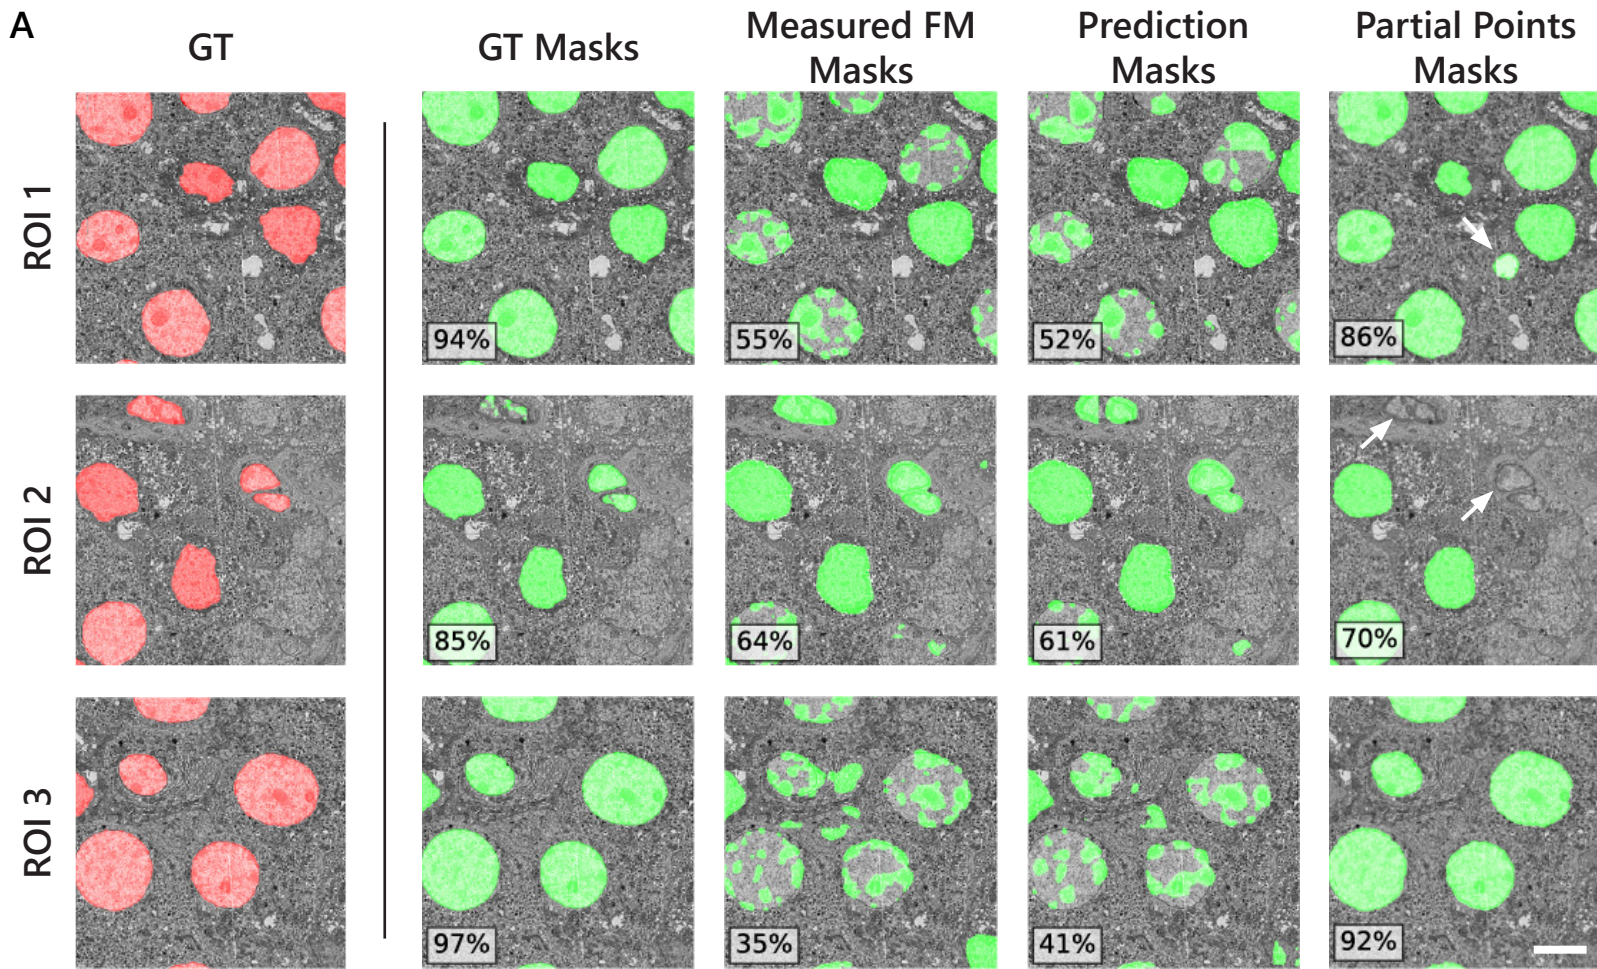 A
GT
GT Masks
Measured FM
Masks
Prediction
Masks
Partial Points
Masks
ROI 1
94%
55%
52%
86%
ROI 2
85%
64%
61%
70%
ROI 3
97%
35%
41%
92%